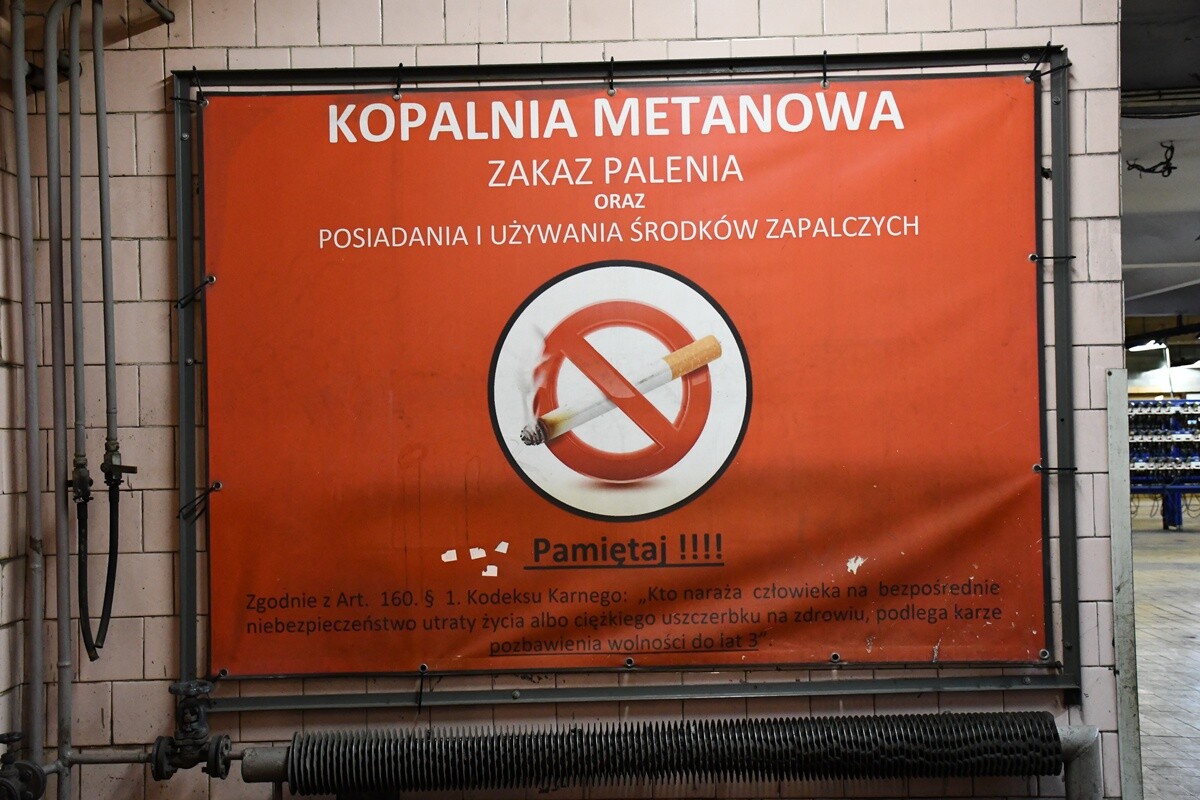 KOPALNIA METANOWA
ZAKAZ PALENIA
ORAZ
POSIADANIA I UŻYWANIA ŚRODKÓW ZAPALCZYCH
Pamiętaj !!!!
Zgodnie z Art. 160. § 1. Kodeksu Karnego: „Kto naraża człowieka na bezpośrednie
niebezpieczeństwo utraty życia albo ciężkiego uszczerbku na zdrowiu, podlega karze
pozbawienia wolności do lat 3”.